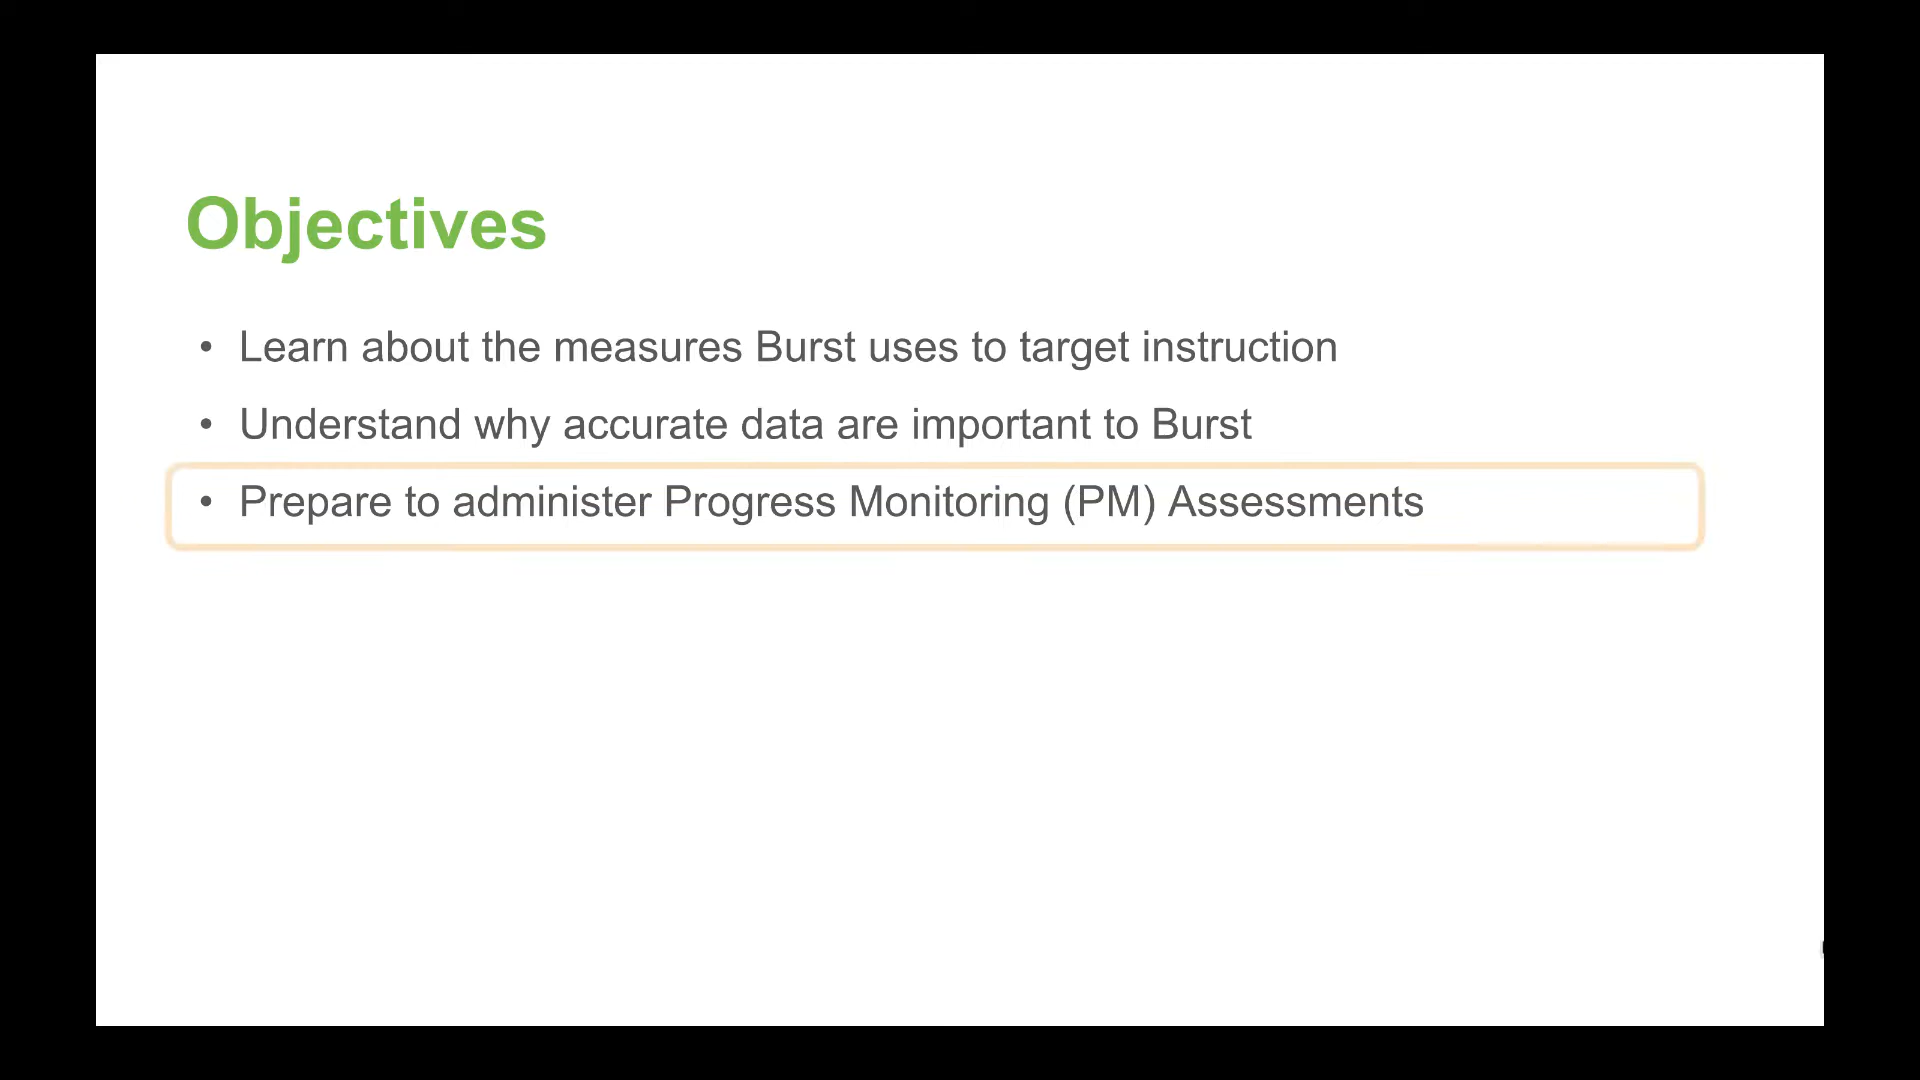 Objectives
• Learn about the measures Burst uses to target instruction
• Understand why accurate data are important to Burst
• Prepare to administer Progress Monitoring (PM) Assessments